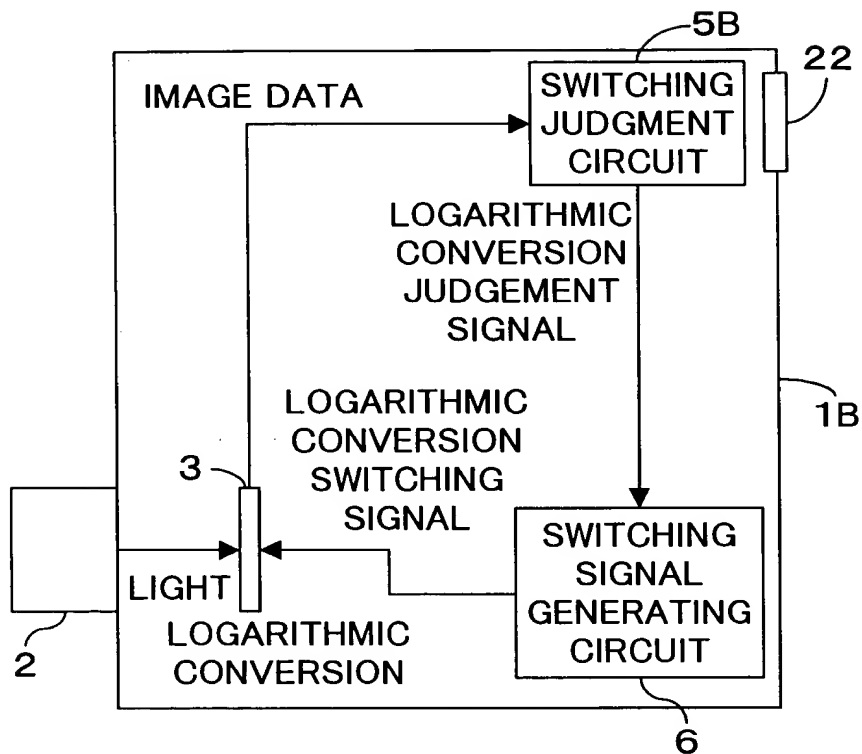 5B
22
IMAGE DATA
SWITCHING
JUDGMENT
CIRCUIT
LOGARITHMIC
CONVERSION
JUDGEMENT
SIGNAL
1B
LOGARITHMIC
CONVERSION
SWITCHING
SIGNAL
3
LIGHT
2
LOGARITHMIC
CONVERSION
SWITCHING
SIGNAL
GENERATING
CIRCUIT
6